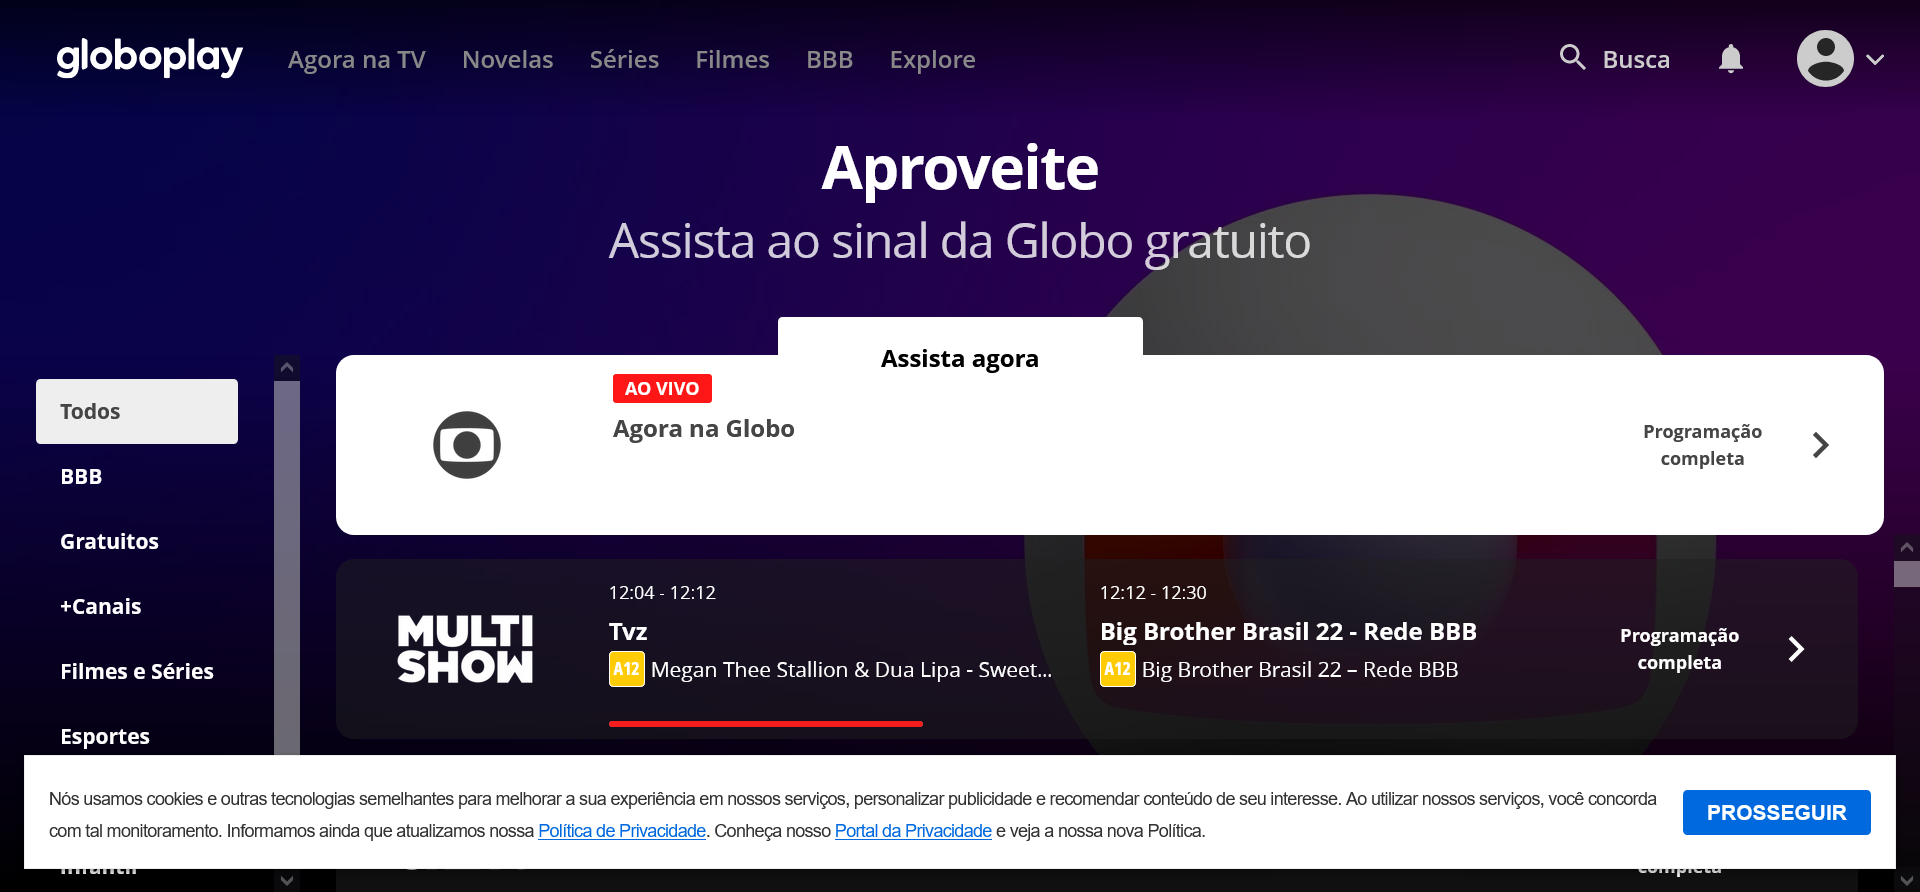 globoplay
Agora na TV
Novelas
Séries
Filmes
BBB
Explore
Busca
Aproveite
Assista ao sinal da Globo gratuito
Assista agora
Todos
BBB
Gratuitos
+Canais
Filmes e Séries
Esportes
AO VIVO
Agora na Globo
Programação
completa
MULTI
SHOW
12:04 - 12:12
Tvz
A12 Megan Thee Stallion & Dua Lipa - Sweet...
12:12 - 12:30
Big Brother Brasil 22 - Rede BBB
A12 Big Brother Brasil 22 – Rede BBB
Programação
completa
Nós usamos cookies e outras tecnologias semelhantes para melhorar a sua experiência em nossos serviços, personalizar publicidade e recomendar conteúdo de seu interesse. Ao utilizar nossos serviços, você concorda
com tal monitoramento. Informamos ainda que atualizamos nossa Política de Privacidade. Conheça nosso Portal da Privacidade e veja a nossa nova Política.
PROSSEGUIR
Infantil
completa